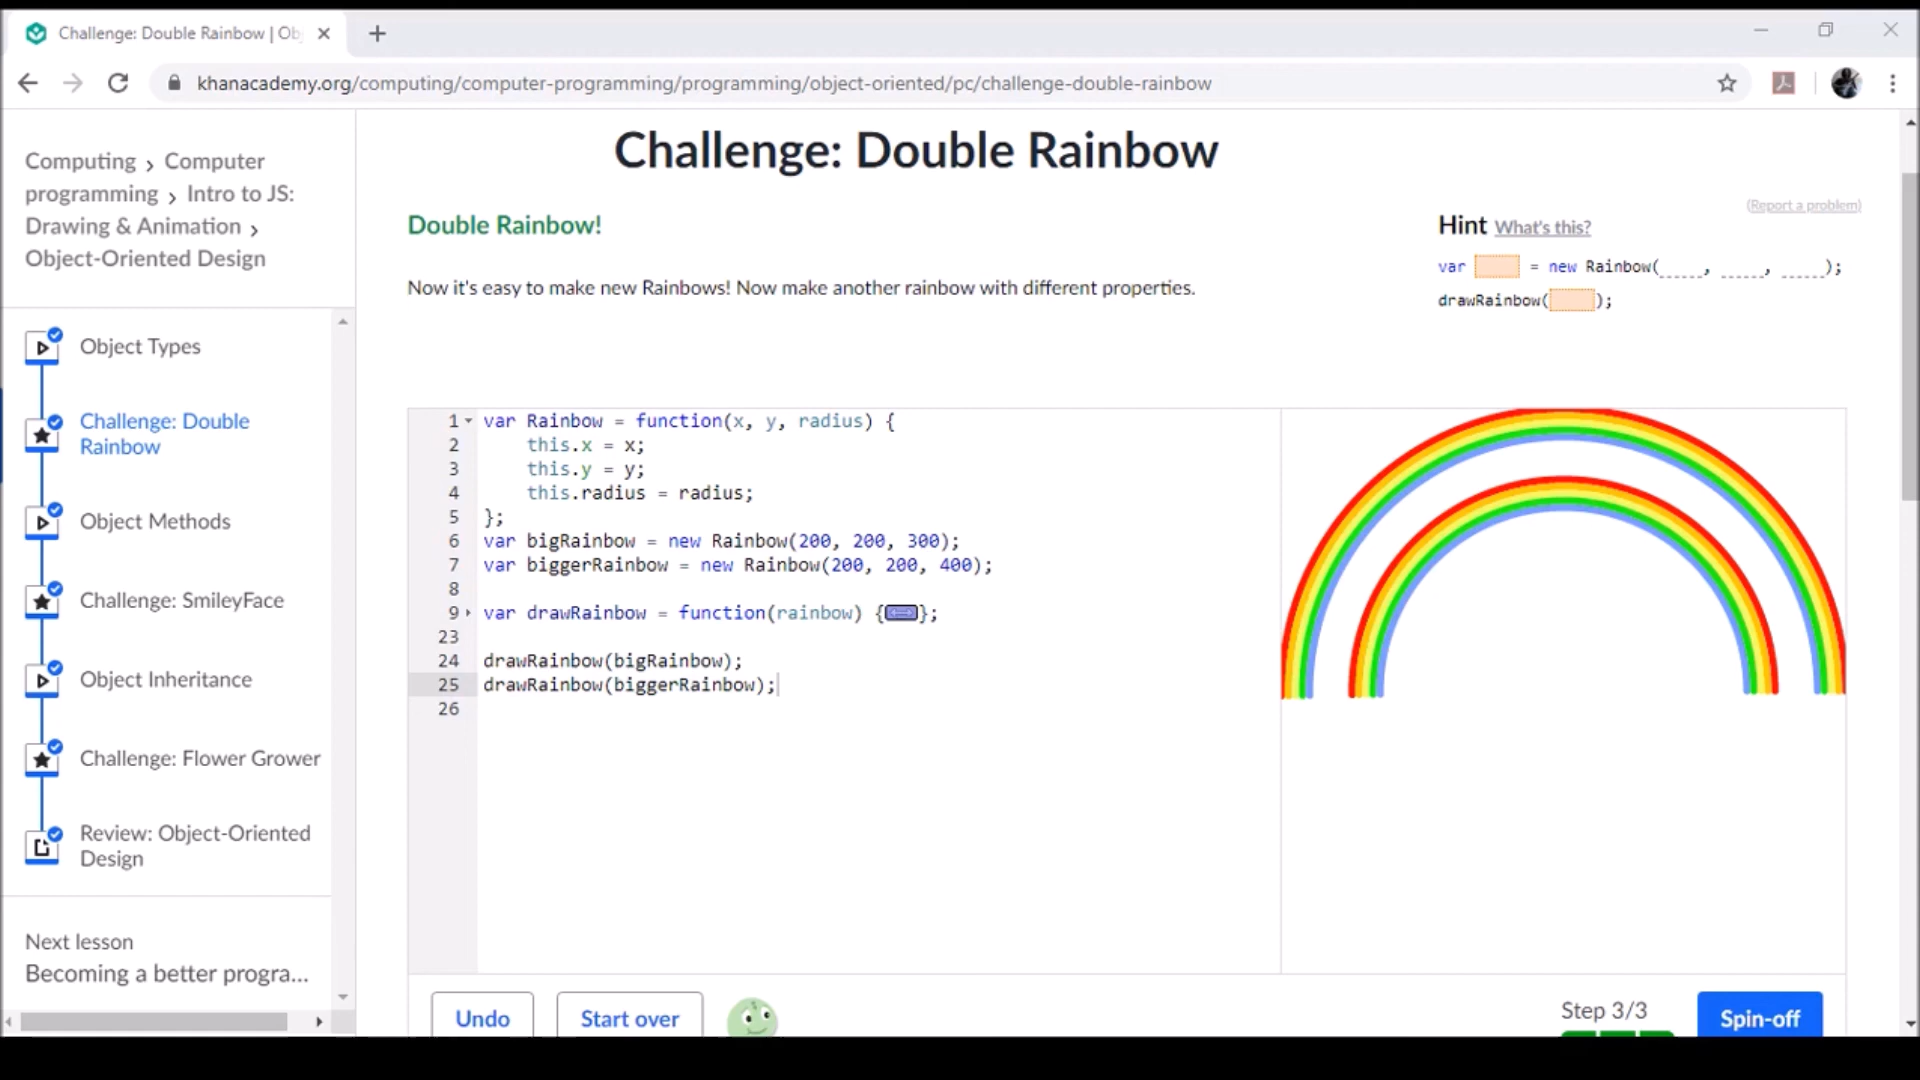 Challenge: Double Rainbow | Ob
khanacademy.org/computing/computer-programming/programming/object-oriented/pc/challenge-double-rainbow
Computing › Computer
programming › Intro to JS:
Drawing & Animation ›
Object-Oriented Design
Object Types
Challenge: Double
Rainbow
Object Methods
Challenge: SmileyFace
Object Inheritance
Challenge: Flower Grower
Review: Object-Oriented
Design
Next lesson
Becoming a better progra...
Challenge: Double Rainbow
(Report a problem)
Double Rainbow!
Now it's easy to make new Rainbows! Now make another rainbow with different properties.
Hint What's this?
var = new Rainbow(_____, _____, _____);
drawRainbow( );
1 var Rainbow = function(x, y, radius) {
2 this.x = x;
3 this.y = y;
4 this.radius = radius;
5 };
6 var bigRainbow = new Rainbow(200, 200, 300);
7 var biggerRainbow = new Rainbow(200, 200, 400);
8
9 var drawRainbow = function(rainbow) { };
23
24 drawRainbow(bigRainbow);
25 drawRainbow(biggerRainbow);
26
Undo
Start over
Step 3/3
Spin-off